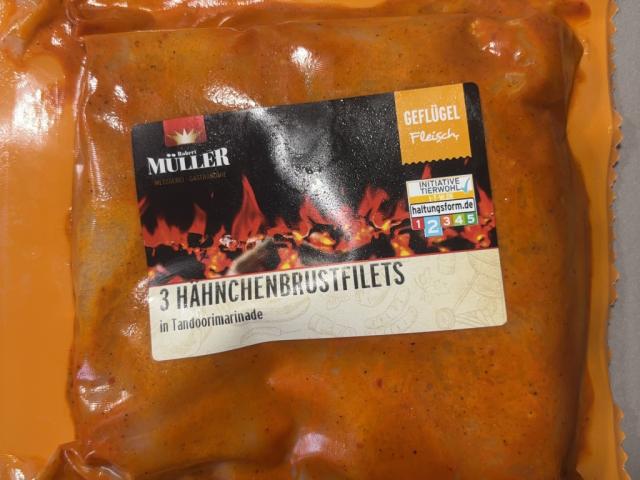 Robert
MÜLLER
METZGEREI · GASTRONOMIE
GEFLÜGEL
Fleisch
INITIATIVE
TIERWOHL
haltungsform.de
1 2 3 4 5
3 HÄHNCHENBRUSTFILETS
in Tandoorimarinade